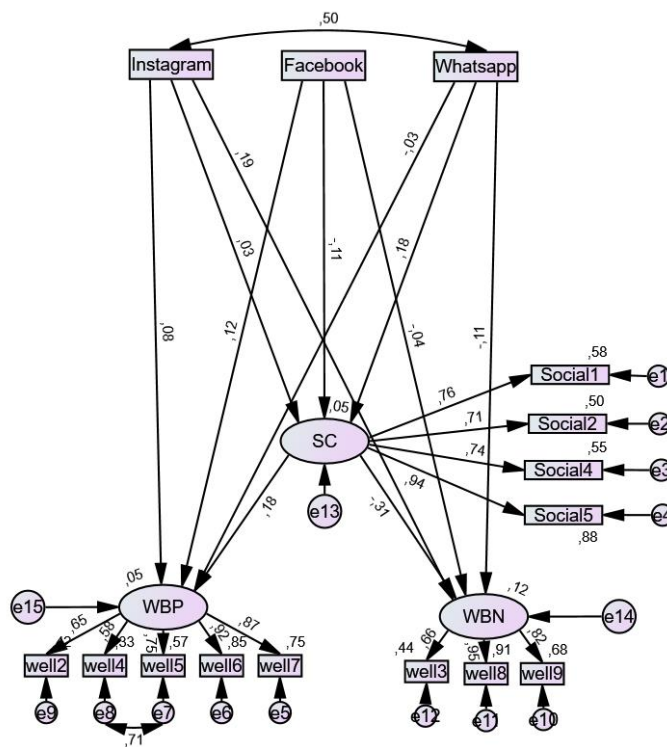 ,50
Instagram Facebook Whatsapp
,19 -,03
,03 -,11 ,18
,08 ,12 -,04 -,11
,58
Social1 e1
,76
,50
,05 ,71 Social2 e2
SC ,74 ,55
Social4 e3
,94
e13 Social5 e4
,18 -,31 ,88
,05 ,12
e15 WBP WBN e14
,65 ,58 ,83 ,75 ,57 ,92 ,85 ,87 ,75
,44 ,66 ,95 ,91 ,82 ,68
well2 well4 well5 well6 well7 well3 well8 well9
e9 e8 e7 e6 e5 e12 e11 e10
,71